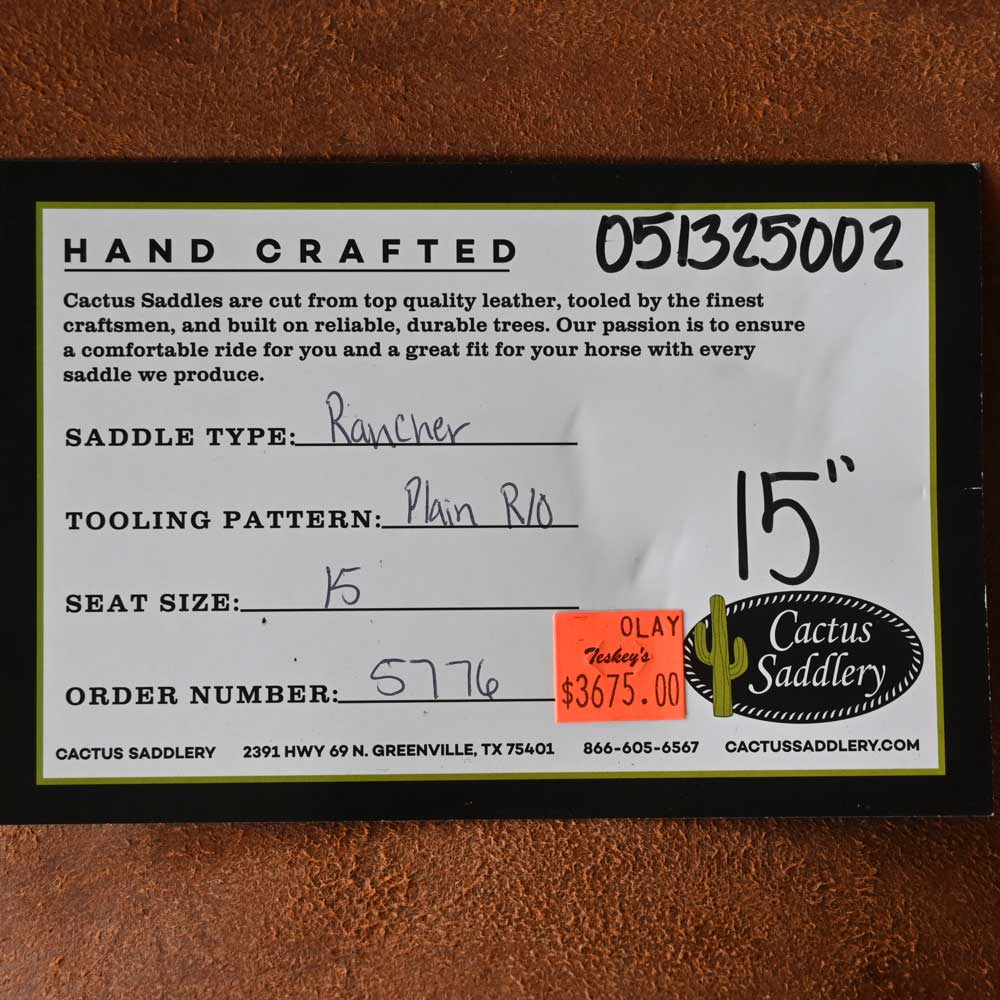 HAND CRAFTED
051325002
Cactus Saddles are cut from top quality leather, tooled by the finest
craftsmen, and built on reliable, durable trees. Our passion is to ensure
a comfortable ride for you and a great fit for your horse with every
saddle we produce.
SADDLE TYPE: Rancher
TOOLING PATTERN: Plain R/O
15"
SEAT SIZE: 15
ORDER NUMBER: 5776
OLAY
Teskey's
$3675.00
Cactus
Saddlery
CACTUS SADDLERY 2391 HWY 69 N. GREENVILLE, TX 75401 866-605-6567 CACTUSSADDLERY.COM